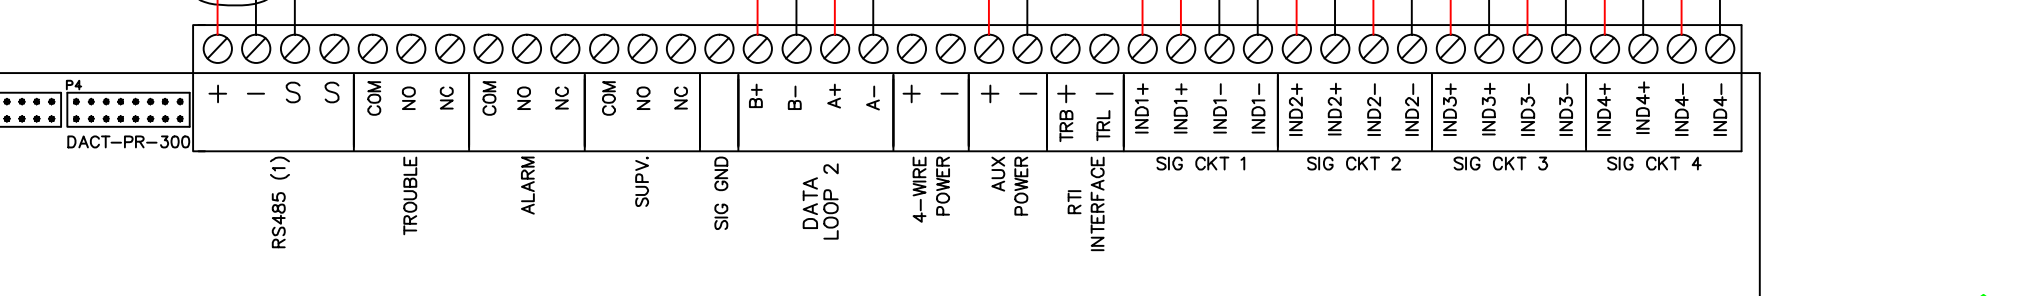 P4
DACT-PR-300
+ − S S
RS485 (1)
COM NO NC
TROUBLE
COM NO NC
ALARM
COM NO NC
SUPV.
SIG GND
B+ B- A+ A-
DATA
LOOP 2
+ −
4-WIRE
POWER
+ −
AUX
POWER
TRB + TRL −
RTI
INTERFACE
IND1+ IND1+ IND1- IND1-
SIG CKT 1
IND2+ IND2+ IND2- IND2-
SIG CKT 2
IND3+ IND3+ IND3- IND3-
SIG CKT 3
IND4+ IND4+ IND4- IND4-
SIG CKT 4